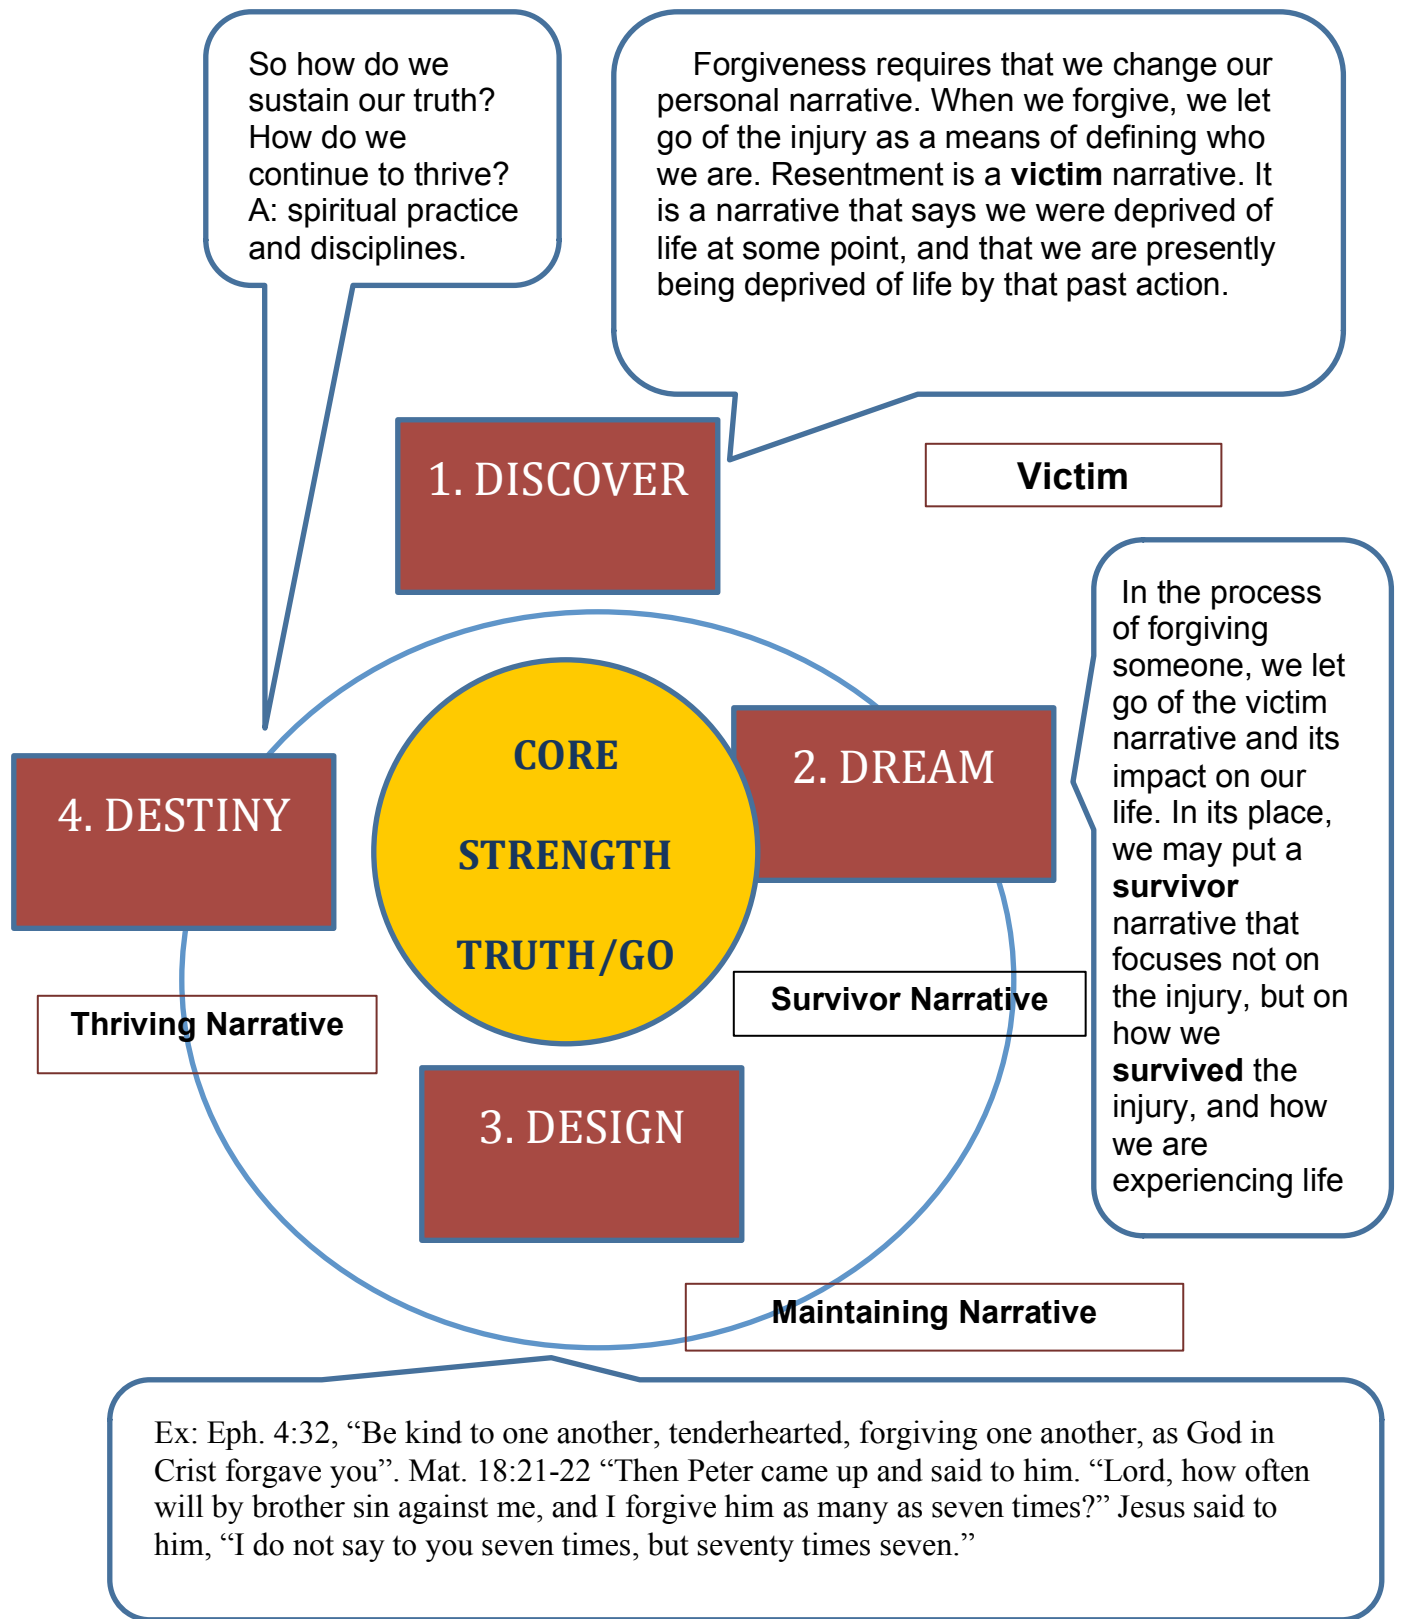 So how do we
sustain our truth?
How do we
continue to thrive?
A: spiritual practice
and disciplines.
Forgiveness requires that we change our
personal narrative. When we forgive, we let
go of the injury as a means of defining who
we are. Resentment is a victim narrative. It
is a narrative that says we were deprived of
life at some point, and that we are presently
being deprived of life by that past action.
1. DISCOVER
Victim
In the process
of forgiving
someone, we let
go of the victim
narrative and its
impact on our
life. In its place,
we may put a
survivor
narrative that
focuses not on
the injury, but on
how we
survived the
injury, and how
we are
experiencing life
2. DREAM
CORE
STRENGTH
TRUTH/GO
4. DESTINY
Thriving Narrative
Survivor Narrative
3. DESIGN
Maintaining Narrative
Ex: Eph. 4:32, “Be kind to one another, tenderhearted, forgiving one another, as God in
Crist forgave you”. Mat. 18:21-22 “Then Peter came up and said to him. “Lord, how often
will by brother sin against me, and I forgive him as many as seven times?” Jesus said to
him, “I do not say to you seven times, but seventy times seven.”